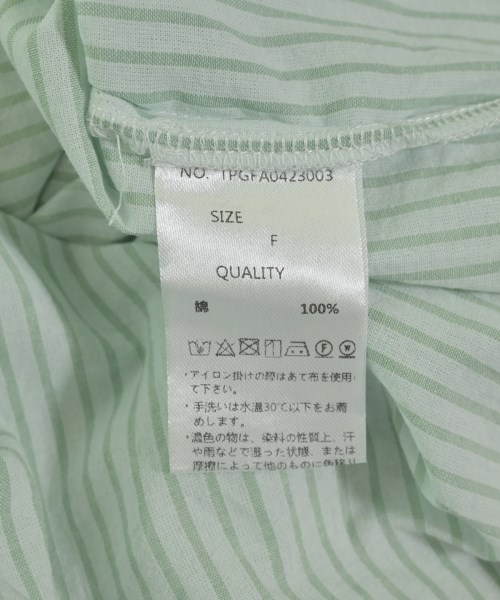 NO. TPGFA0423003
SIZE
F
QUALITY
綿 100%
F W
・アイロン掛けの際はあて布を使用し
て下さい。
・手洗いは水温30℃以下をお薦
めします。
・濃色の物は、染料の性質上、汗
や雨などで湿った状態、または
摩擦によって他のものに色移り